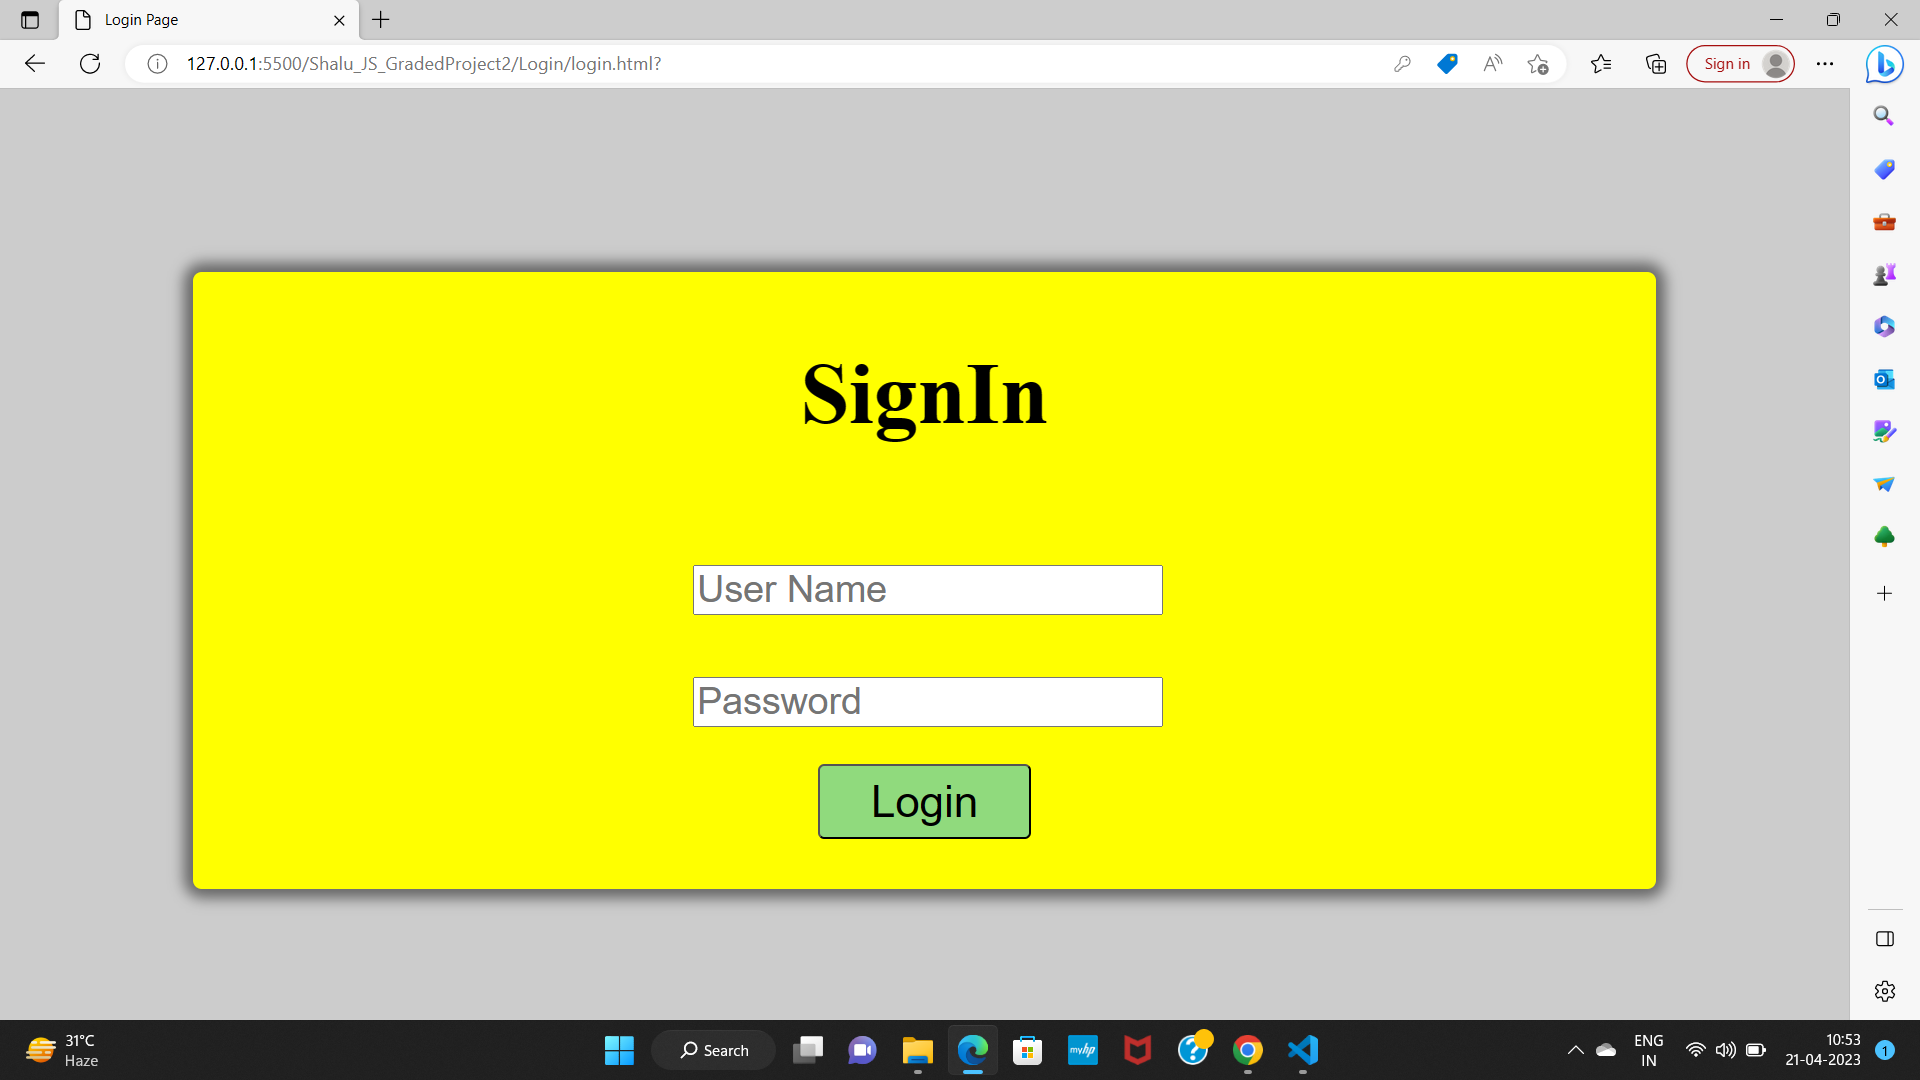 Login Page
127.0.0.1:5500/Shalu_JS_GradedProject2/Login/login.html?
Sign in
SignIn
User Name
Password
Login
31°C
Haze
Search
myhp
ENG
IN
10:53
21-04-2023
1